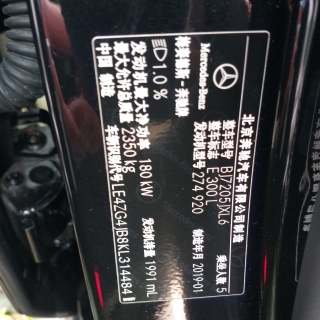 Mercedes-Benz
北京奔驰汽车有限公司制造
梅赛德斯-奔驰牌
整车型号 BJ7205JXL6 乘坐人数 5
整车标志 E 300 L
发动机型号 274 920 制造年月 2019-01
1.0 %
发动机最大净功率 180 kW 发动机排量 1991 mL
最大允许总质量 2350 kg
车辆识别代号 LE4ZG4JB8KL314484
中国 制造